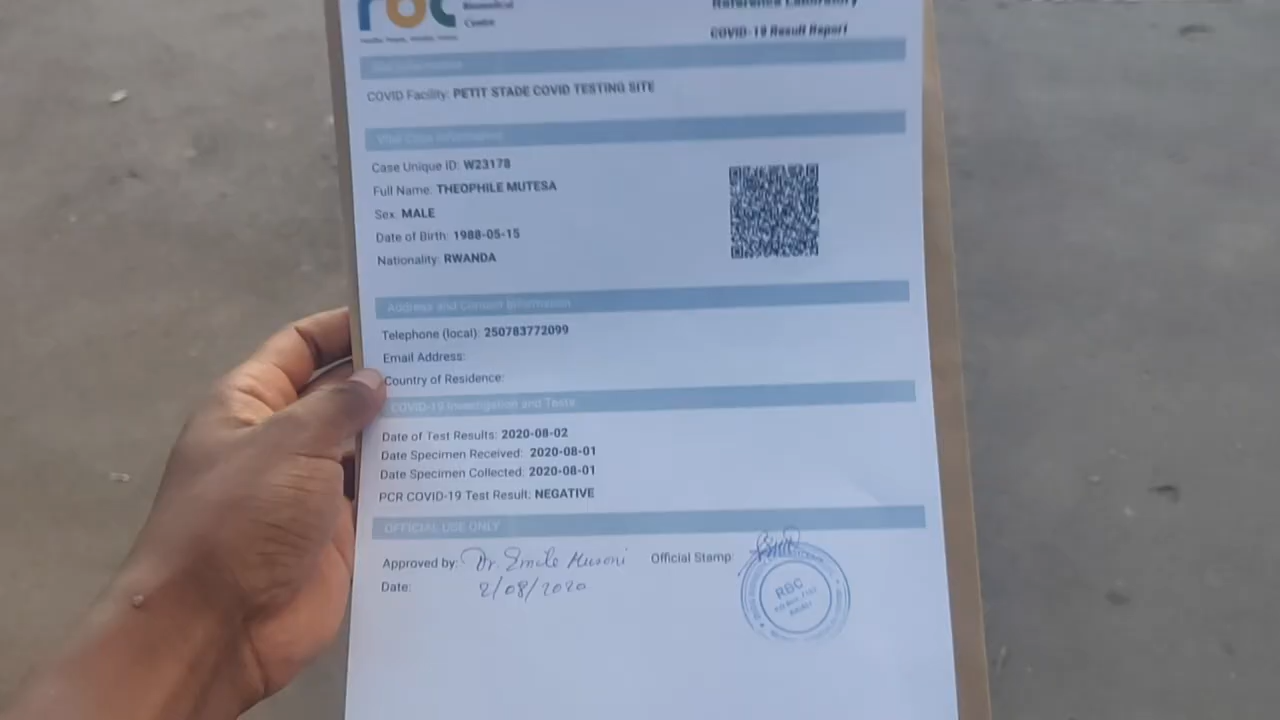 rbc
Biomedical
Centre
Reference Laboratory
COVID-19 Result Report
COVID Facility: PETIT STADE COVID TESTING SITE
Case Unique ID: W23178
Full Name: THEOPHILE MUTESA
Sex: MALE
Date of Birth: 1988-05-15
Nationality: RWANDA
Address and Contact Information
Telephone (local): 250783772099
Email Address:
Country of Residence:
COVID-19 Investigation and Tests
Date of Test Results: 2020-08-02
Date Specimen Received: 2020-08-01
Date Specimen Collected: 2020-08-01
PCR COVID-19 Test Result: NEGATIVE
OFFICIAL USE ONLY
Approved by: Dr. Emile Musoni Official Stamp:
Date: 2/08/2020
RBC